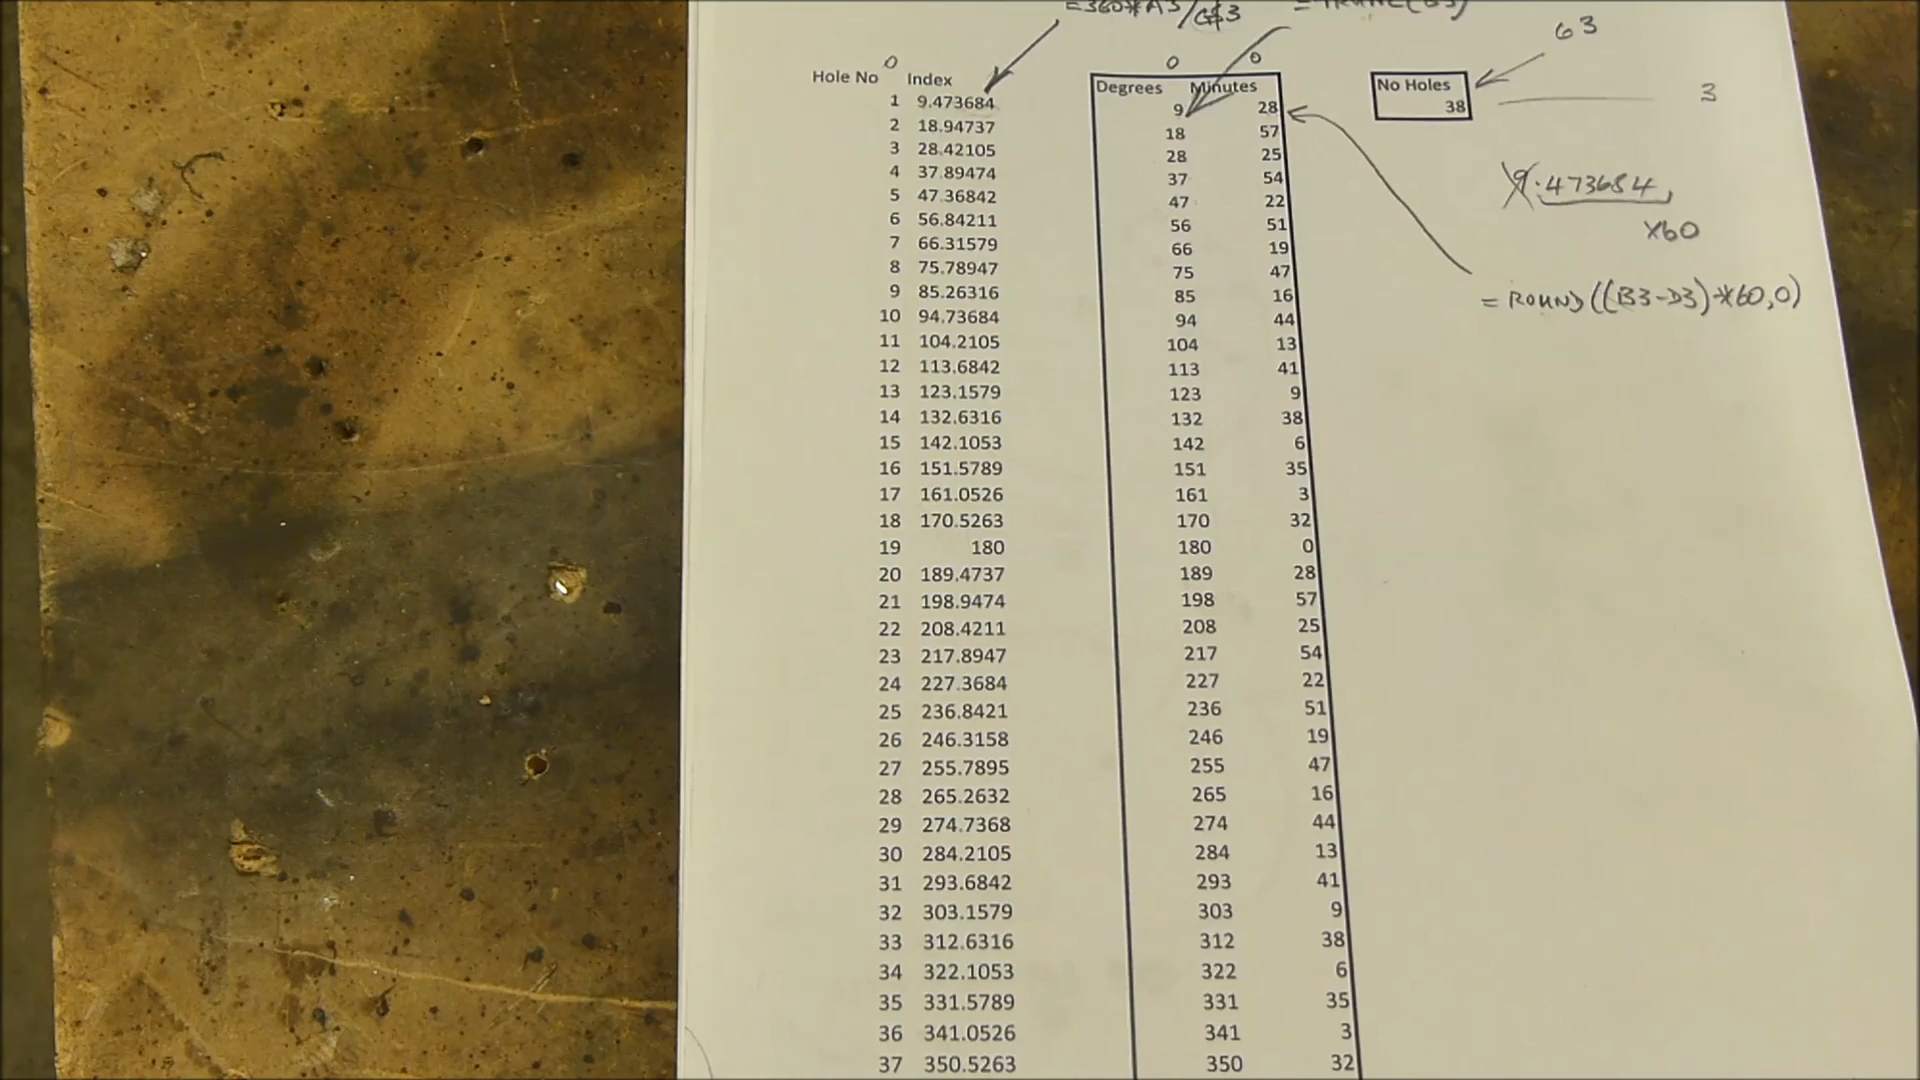 =360*A3/G$3
=TRUNC(B3)
G3
0 0 0
Hole No Index Degrees Minutes No Holes
1 9.473684 9 28 38 3
2 18.94737 18 57
3 28.42105 28 25
4 37.89474 37 54 9.473684
5 47.36842 47 22
6 56.84211 56 51 x60
7 66.31579 66 19
8 75.78947 75 47
9 85.26316 85 16 =ROUND((B3-D3)*60,0)
10 94.73684 94 44
11 104.2105 104 13
12 113.6842 113 41
13 123.1579 123 9
14 132.6316 132 38
15 142.1053 142 6
16 151.5789 151 35
17 161.0526 161 3
18 170.5263 170 32
19 180 180 0
20 189.4737 189 28
21 198.9474 198 57
22 208.4211 208 25
23 217.8947 217 54
24 227.3684 227 22
25 236.8421 236 51
26 246.3158 246 19
27 255.7895 255 47
28 265.2632 265 16
29 274.7368 274 44
30 284.2105 284 13
31 293.6842 293 41
32 303.1579 303 9
33 312.6316 312 38
34 322.1053 322 6
35 331.5789 331 35
36 341.0526 341 3
37 350.5263 350 32